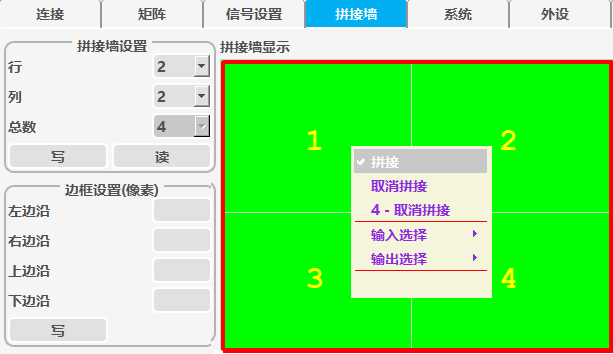 连接 矩阵 信号设置 拼接墙 系统 外设
拼接墙设置
行 2
列 2
总数 4
写 读
边框设置(像素)
左边沿
右边沿
上边沿
下边沿
写
拼接墙显示
1 2
拼接
取消拼接
4 - 取消拼接
输入选择
输出选择
3 4